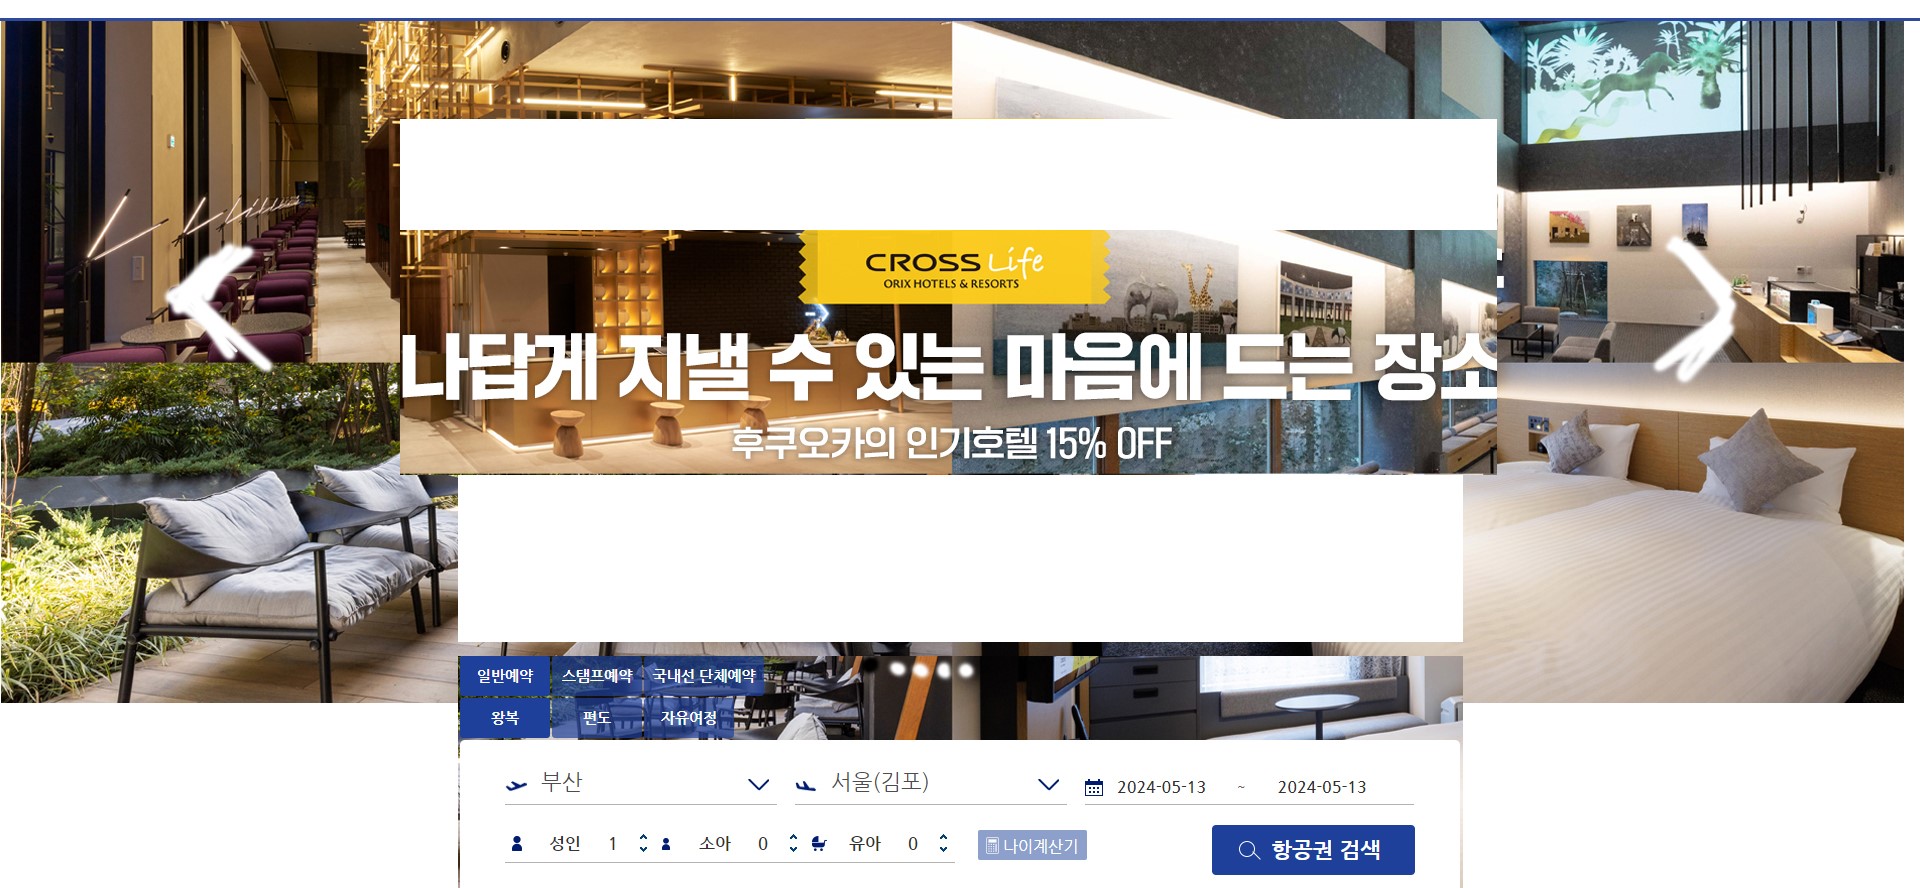 CROSS Life
ORIX HOTELS & RESORTS
나답게 지낼 수 있는 마음에 드는 장소
후쿠오카의 인기호텔 15% OFF
일반예약 스탬프예약 국내선 단체예약
왕복 편도 자유여정
부산 서울(김포) 2024-05-13 ~ 2024-05-13
성인 1 소아 0 유아 0 나이계산기 항공권 검색